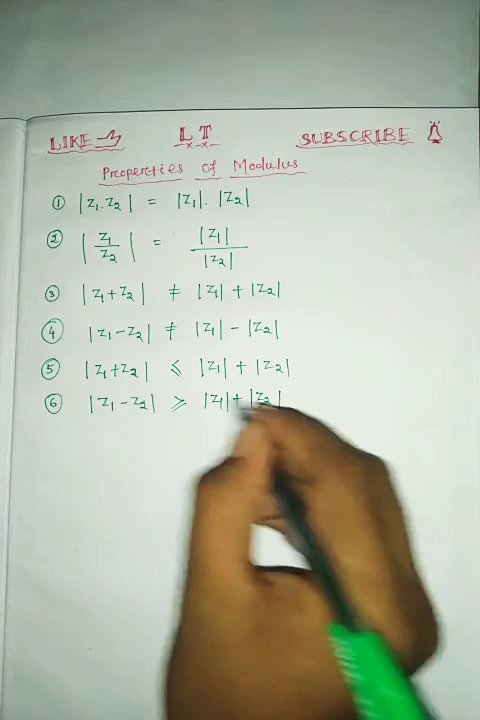 LIKE LT SUBSCRIBE
Properties of Modulus
① |z₁.z₂| = |z₁|.|z₂|
② |z₁/z₂| = |z₁|/|z₂|
③ |z₁+z₂| ≠ |z₁|+|z₂|
④ |z₁-z₂| ≠ |z₁|-|z₂|
⑤ |z₁+z₂| ≤ |z₁|+|z₂|
⑥ |z₁-z₂| ≥ |z₁|+|z₂|